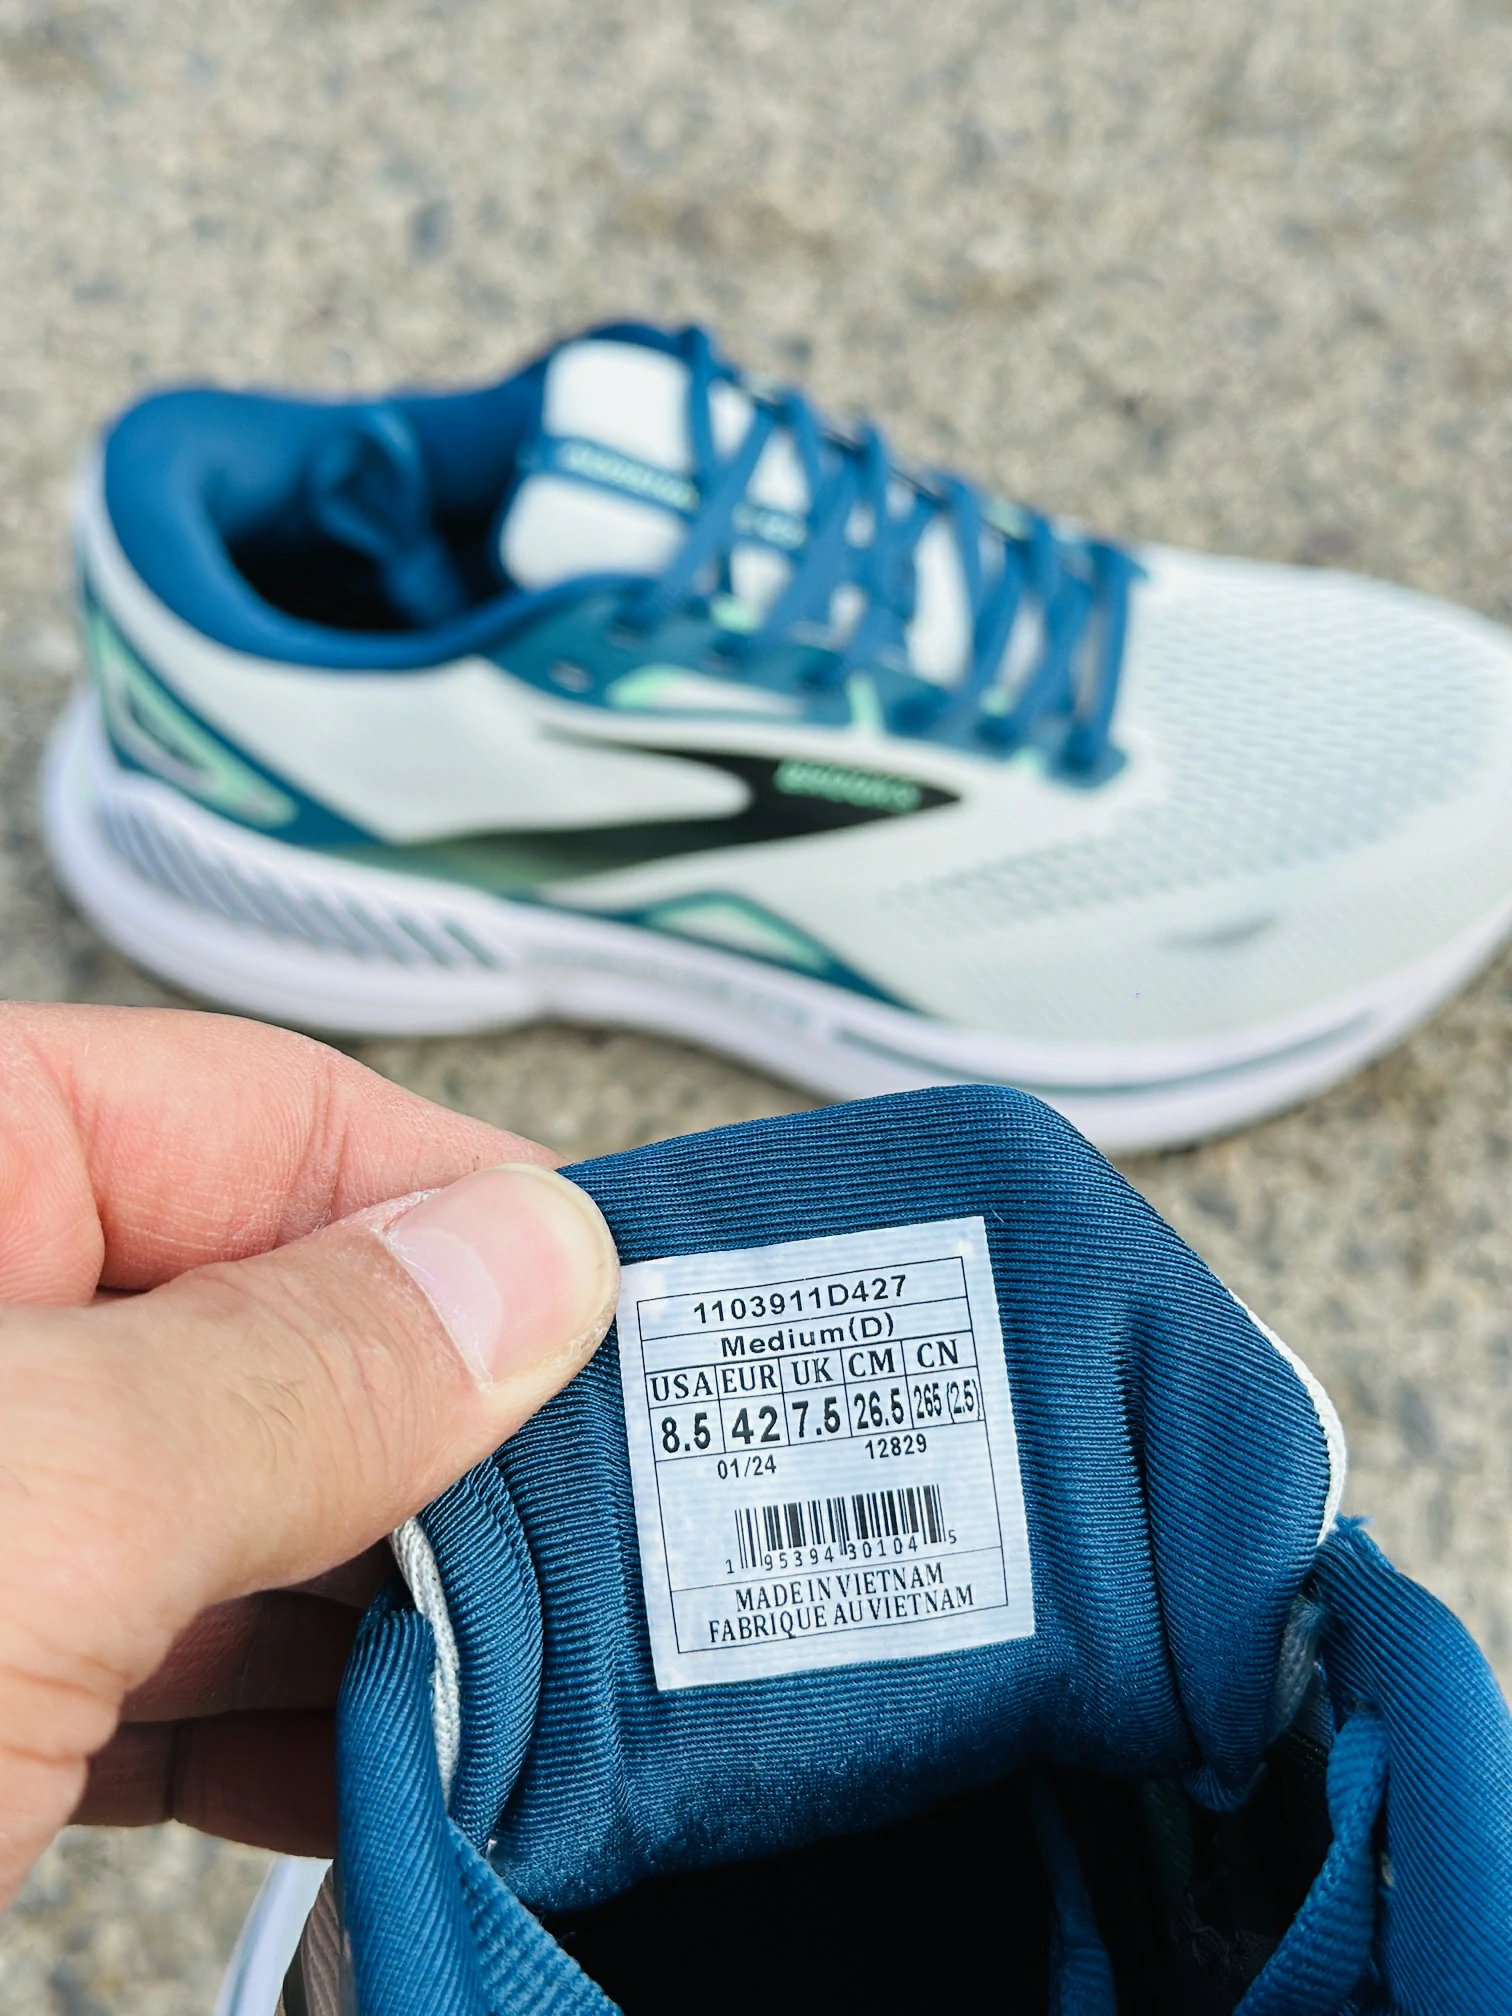 BROOKS
1103911D427
Medium(D)
USA EUR UK CM CN
8.5 42 7.5 26.5 265 (2.5)
01/24 12829
1 95394 30104 5
MADE IN VIETNAM
FABRIQUE AU VIETNAM